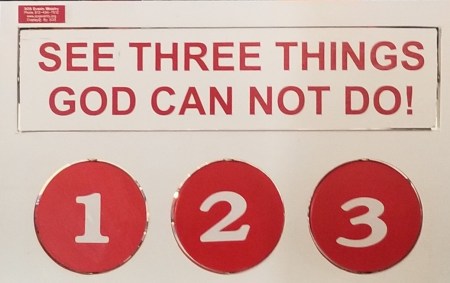 SEE THREE THINGS
GOD CAN NOT DO!
1 2 3